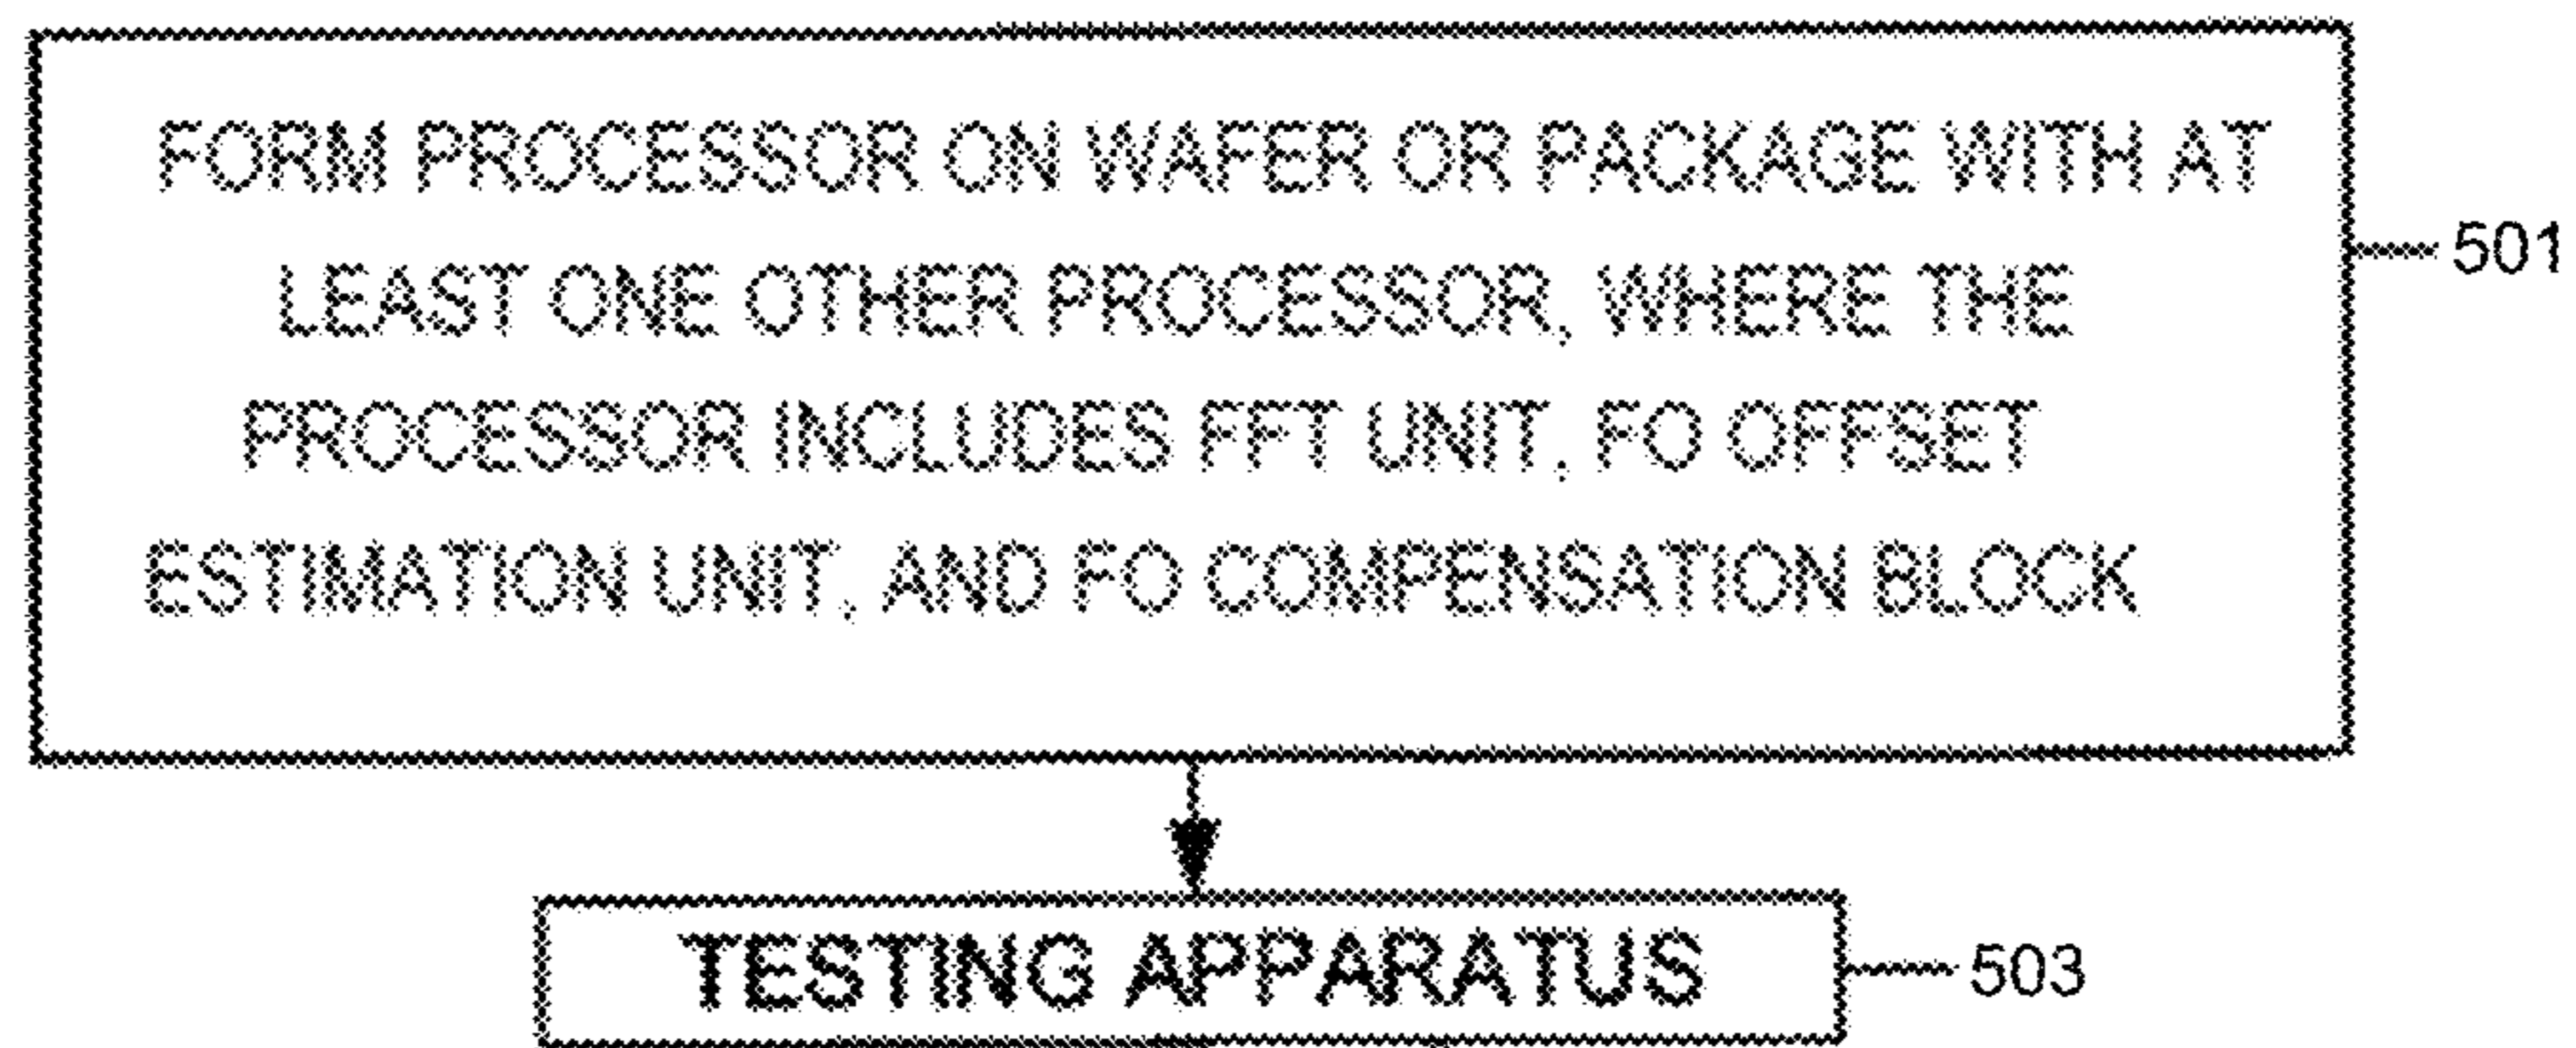 FORM PROCESSOR ON WAFER OR PACKAGE WITH AT
LEAST ONE OTHER PROCESSOR, WHERE THE
501
PROCESSOR INCLUDES FFT UNIT, FO OFFSET
ESTIMATION UNIT, AND FO COMPENSATION BLOCK
TESTING APPARATUS
503